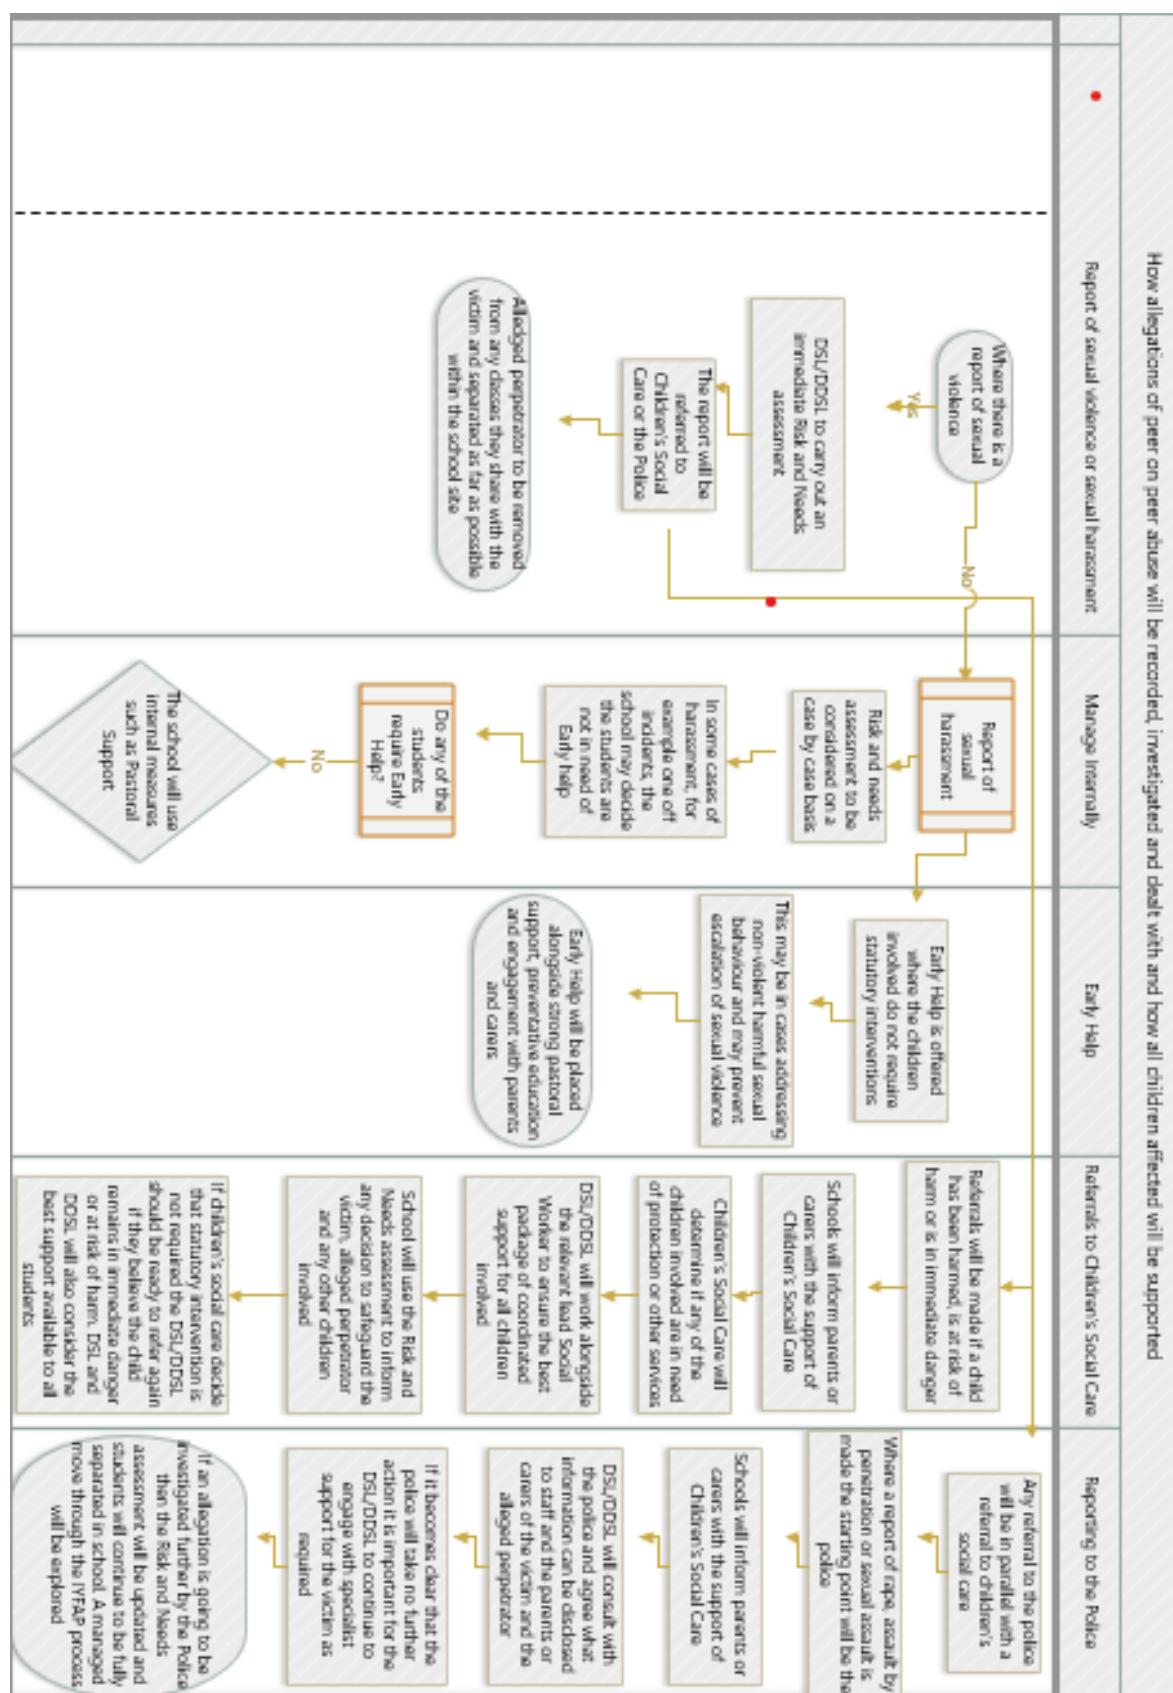 How allegations of peer on peer abuse will be recorded, investigated and dealt with and how all children affected will be supported
Report of sexual violence or sexual harassment
Manage Internally
Early Help
Referrals to Children's Social Care
Reporting to the Police
Where there is a
report of sexual
violence
Yes
No
DSL/DDSL to carry out an
immediate Risk and Needs
assessment
The report will be
referred to
Children's Social
Care or the Police
Alledged perpetrator to be removed
from any classes they share with the
victim and separated as far as possible
within the school site
Report of
sexual
harassment
Risk and needs
assessment to be
considered on a
case by case basis
In some cases of
harassment, for
example one off
incidents, the
school may decide
the students are
not in need of
Early help
Do any of the
students
require Early
Help?
No
The school will use
internal measures
such as Pastoral
Support
Early Help is offered
where the children
involved do not require
statutory interventions
This may be in cases addressing
non-violent harmful sexual
behaviour and may prevent
escalation of sexual violence
Early Help will be placed
alongside strong pastoral
support, preventative education
and engagement with parents
and carers
Referrals will be made if a child
has been harmed, is at risk of
harm or is in immediate danger
Schools will inform parents or
carers with the support of
Children's Social Care
Children's Social Care will
determine if any of the
children involved are in need
of protection or other services
DSL/DDSL will work alongside
the relevant lead Social
Worker to ensure the best
package of coordinated
support for all children
involved
School will use the Risk and
Needs assessment to inform
any decision to safeguard the
victim, alleged perpetrator
and any other children
involved
If children's social care decide
that statutory intervention is
not required the DSL/DDSL
should be ready to refer again
if they believe the child
remains in immediate danger
or at risk of harm. DSL and
DDSL will also consider the
best support available to all
students
Any referral to the police
will be in parallel with a
referral to children's
social care
Where a report of rape, assault by
penetration or sexual assault is
made the starting point will be the
police
Schools will inform parents or
carers with the support of
Children's Social Care
DSL/DDSL will consult with
the police and agree what
information can be disclosed
to staff and the parents or
carers of the victim and the
alleged perpetrator
If it becomes clear that the
police will take no further
action it is important for the
DSL/DDSL to continue to
engage with specialist
support for the victim as
required
If an allegation is going to be
investigated further by the Police
then the Risk and Needs
assessment will be updated and
students will continue to be fully
separated in school. A managed
move through the IYFAP process
will be explored